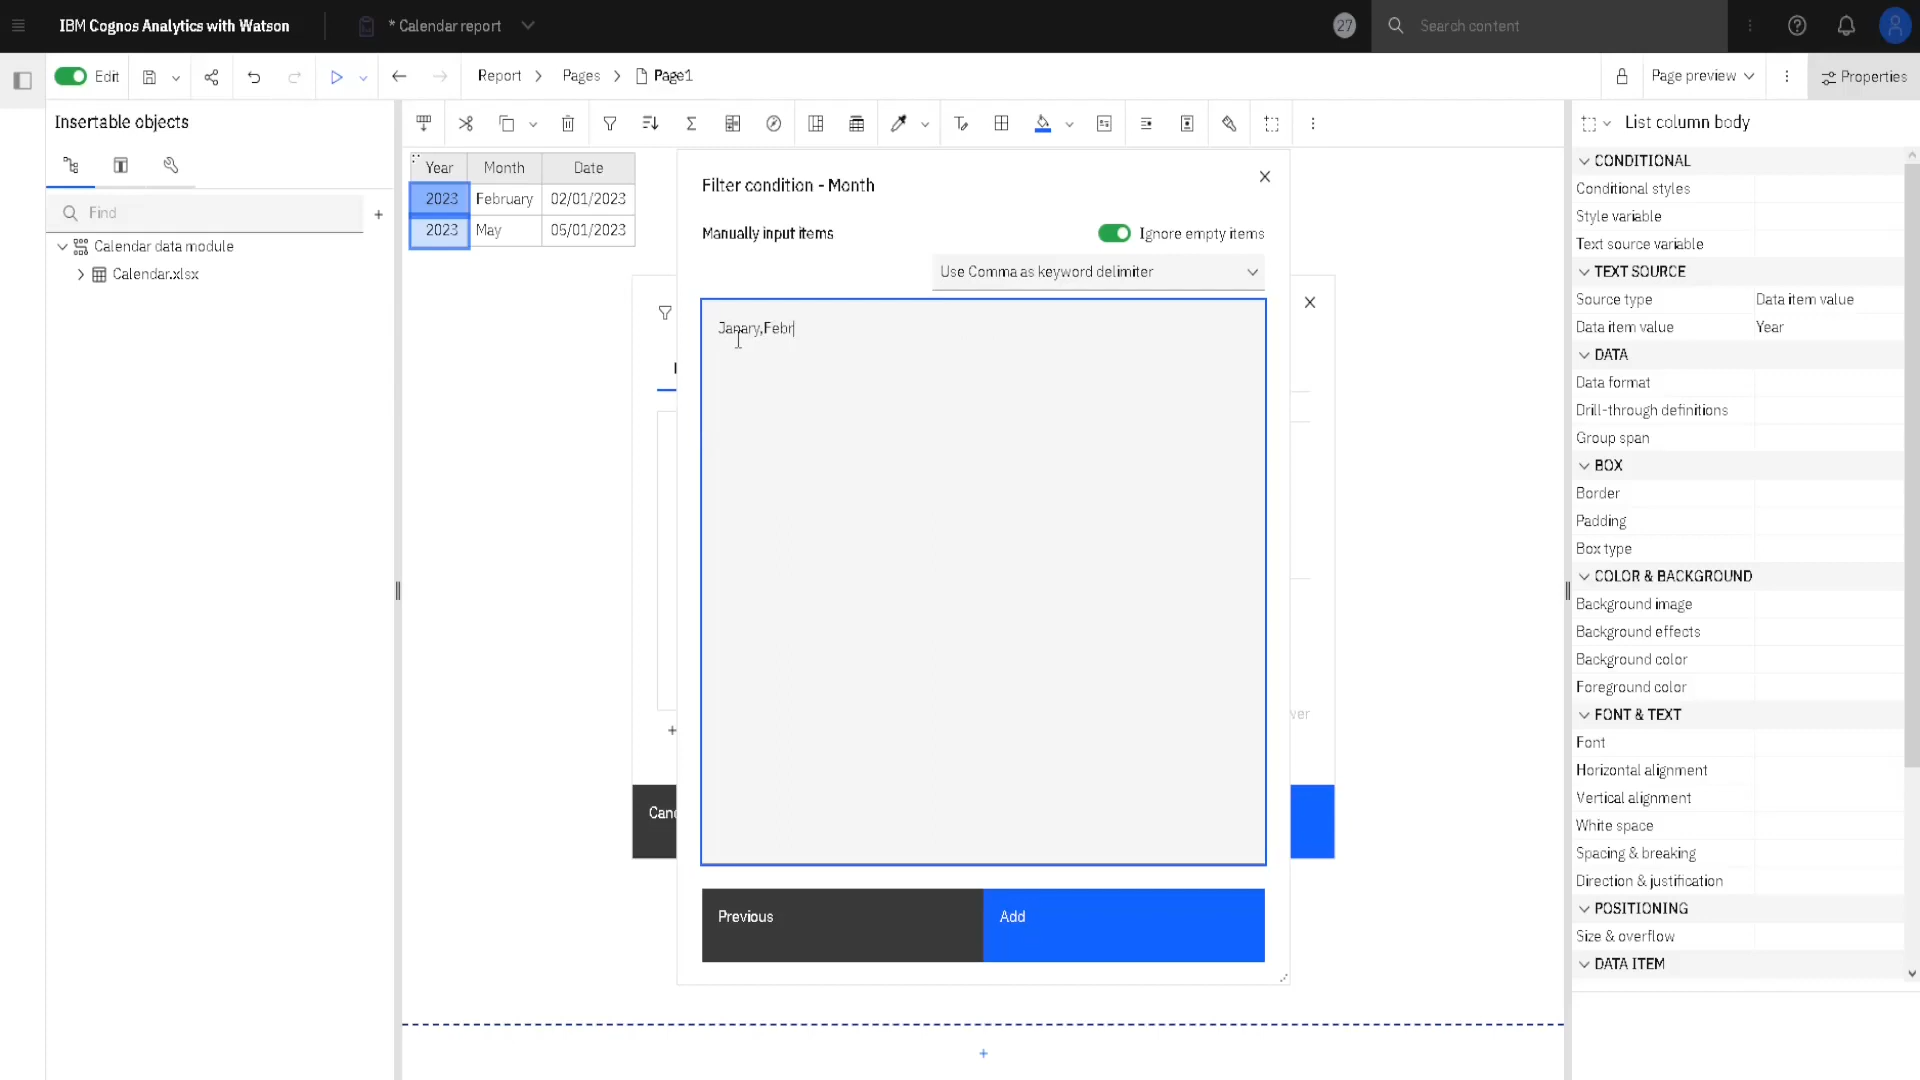 IBM Cognos Analytics with Watson
* Calendar report
27
Search content
Edit
Report
Pages
Page1
Page preview
Properties
Insertable objects
Find
Calendar data module
Calendar.xlsx
Year Month Date
2023 February 02/01/2023
2023 May 05/01/2023
Filter condition - Month
Manually input items
Ignore empty items
Use Comma as keyword delimiter
Janary,Febr
Previous
Add
List column body
CONDITIONAL
Conditional styles
Style variable
Text source variable
TEXT SOURCE
Source type Data item value
Data item value Year
DATA
Data format
Drill-through definitions
Group span
BOX
Border
Padding
Box type
COLOR & BACKGROUND
Background image
Background effects
Background color
Foreground color
FONT & TEXT
Font
Horizontal alignment
Vertical alignment
White space
Spacing & breaking
Direction & justification
POSITIONING
Size & overflow
DATA ITEM